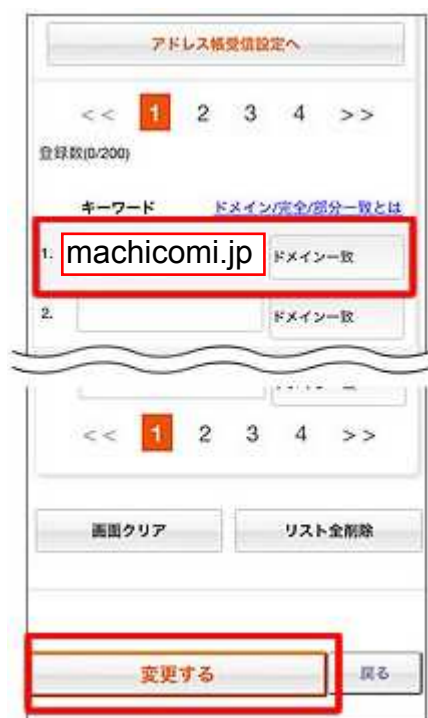 アドレス帳受信設定へ
<< 1 2 3 4 >>
登録数(0/200)
キーワード ドメイン/完全/部分一致とは
1. machicomi.jp ドメイン一致
2. ドメイン一致
<< 1 2 3 4 >>
画面クリア リスト全削除
変更する 戻る